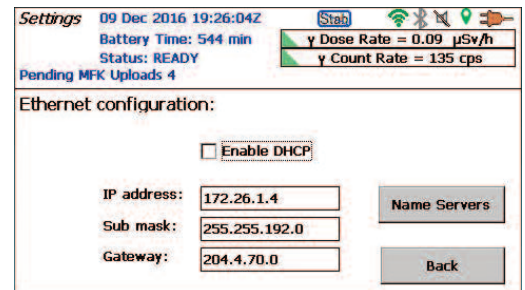 Settings 09 Dec 2016 19:26:04Z Stab
Battery Time: 544 min γ Dose Rate = 0.09 µSv/h
Status: READY γ Count Rate = 135 cps
Pending MFK Uploads 4
Ethernet configuration:
Enable DHCP
IP address: 172.26.1.4 Name Servers
Sub mask: 255.255.192.0
Gateway: 204.4.70.0 Back